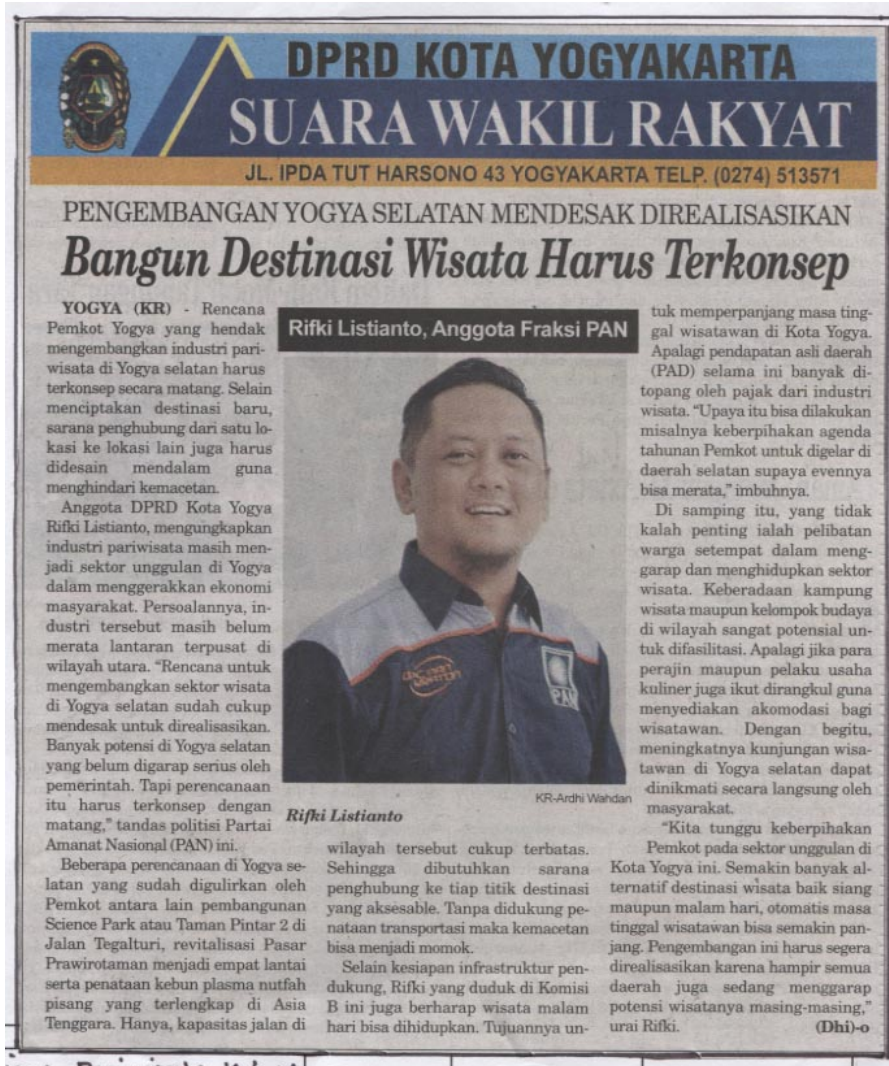 DPRD KOTA YOGYAKARTA
SUARA WAKIL RAKYAT
JL. IPDA TUT HARSONO 43 YOGYAKARTA TELP. (0274) 513571
PENGEMBANGAN YOGYA SELATAN MENDESAK DIREALISASIKAN
Bangun Destinasi Wisata Harus Terkonsep
YOGYA (KR) - Rencana
Pemkot Yogya yang hendak
mengembangkan industri pari-
wisata di Yogya selatan harus
terkonsep secara matang. Selain
menciptakan destinasi baru,
sarana penghubung dari satu lo-
kasi ke lokasi lain juga harus
didesain mendalam guna
menghindari kemacetan.
Anggota DPRD Kota Yogya
Rifki Listianto, mengungkapkan
industri pariwisata masih men-
jadi sektor unggulan di Yogya
dalam menggerakkan ekonomi
masyarakat. Persoalannya, in-
dustri tersebut masih belum
merata lantaran terpusat di
wilayah utara. “Rencana untuk
mengembangkan sektor wisata
di Yogya selatan sudah cukup
mendesak untuk direalisasikan.
Banyak potensi di Yogya selatan
yang belum digarap serius oleh
pemerintah. Tapi perencanaan
itu harus terkonsep dengan
matang,” tandas politisi Partai
Amanat Nasional (PAN) ini.
Beberapa perencanaan di Yogya se-
latan yang sudah digulirkan oleh
Pemkot antara lain pembangunan
Science Park atau Taman Pintar 2 di
Jalan Tegalturi, revitalisasi Pasar
Prawirotaman menjadi empat lantai
serta penataan kebun plasma nutfah
pisang yang terlengkap di Asia
Tenggara. Hanya, kapasitas jalan di
Rifki Listianto, Anggota Fraksi PAN
PAN
KR-Ardhi Wahdan
Rifki Listianto
wilayah tersebut cukup terbatas.
Sehingga dibutuhkan sarana
penghubung ke tiap titik destinasi
yang aksesable. Tanpa didukung pe-
nataan transportasi maka kemacetan
bisa menjadi momok.
Selain kesiapan infrastruktur pen-
dukung, Rifki yang duduk di Komisi
B ini juga berharap wisata malam
hari bisa dihidupkan. Tujuannya un-
tuk memperpanjang masa ting-
gal wisatawan di Kota Yogya.
Apalagi pendapatan asli daerah
(PAD) selama ini banyak di-
topang oleh pajak dari industri
wisata. “Upaya itu bisa dilakukan
misalnya keberpihakan agenda
tahunan Pemkot untuk digelar di
daerah selatan supaya evennya
bisa merata,” imbuhnya.
Di samping itu, yang tidak
kalah penting ialah pelibatan
warga setempat dalam meng-
garap dan menghidupkan sektor
wisata. Keberadaan kampung
wisata maupun kelompok budaya
di wilayah sangat potensial un-
tuk difasilitasi. Apalagi jika para
perajin maupun pelaku usaha
kuliner juga ikut dirangkul guna
menyediakan akomodasi bagi
wisatawan. Dengan begitu,
meningkatnya kunjungan wisa-
tawan di Yogya selatan dapat
dinikmati secara langsung oleh
masyarakat.
“Kita tunggu keberpihakan
Pemkot pada sektor unggulan di
Kota Yogya ini. Semakin banyak al-
ternatif destinasi wisata baik siang
maupun malam hari, otomatis masa
tinggal wisatawan bisa semakin pan-
jang. Pengembangan ini harus segera
direalisasikan karena hampir semua
daerah juga sedang menggarap
potensi wisatanya masing-masing,”
urai Rifki. (Dhi)-o